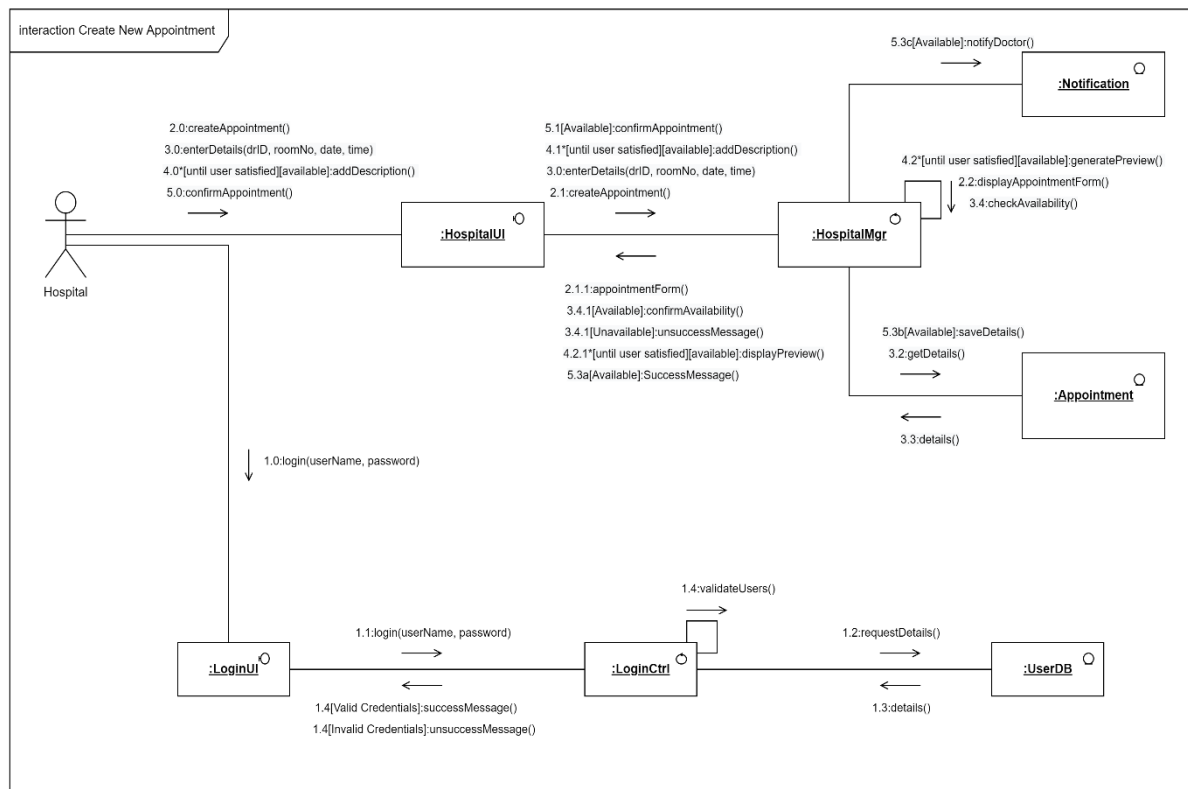 interaction Create New Appointment
5.3c[Available]:notifyDoctor()
:Notification
2.0:createAppointment()
3.0:enterDetails(drID, roomNo, date, time)
4.0*[until user satisfied][available]:addDescription()
5.0:confirmAppointment()
5.1[Available]:confirmAppointment()
4.1*[until user satisfied][available]:addDescription()
3.0:enterDetails(drID, roomNo, date, time)
2.1:createAppointment()
4.2*[until user satisfied][available]:generatePreview()
2.2:displayAppointmentForm()
3.4:checkAvailability()
Hospital
:HospitalUI
:HospitalMgr
2.1.1:appointmentForm()
3.4.1[Available]:confirmAvailability()
3.4.1[Unavailable]:unsuccessMessage()
4.2.1*[until user satisfied][available]:displayPreview()
5.3a[Available]:SuccessMessage()
5.3b[Available]:saveDetails()
3.2:getDetails()
:Appointment
3.3:details()
1.0:login(userName, password)
1.4:validateUsers()
1.1:login(userName, password)
1.2:requestDetails()
:LoginUI
:LoginCtrl
:UserDB
1.4[Valid Credentials]:successMessage()
1.4[Invalid Credentials]:unsuccessMessage()
1.3:details()